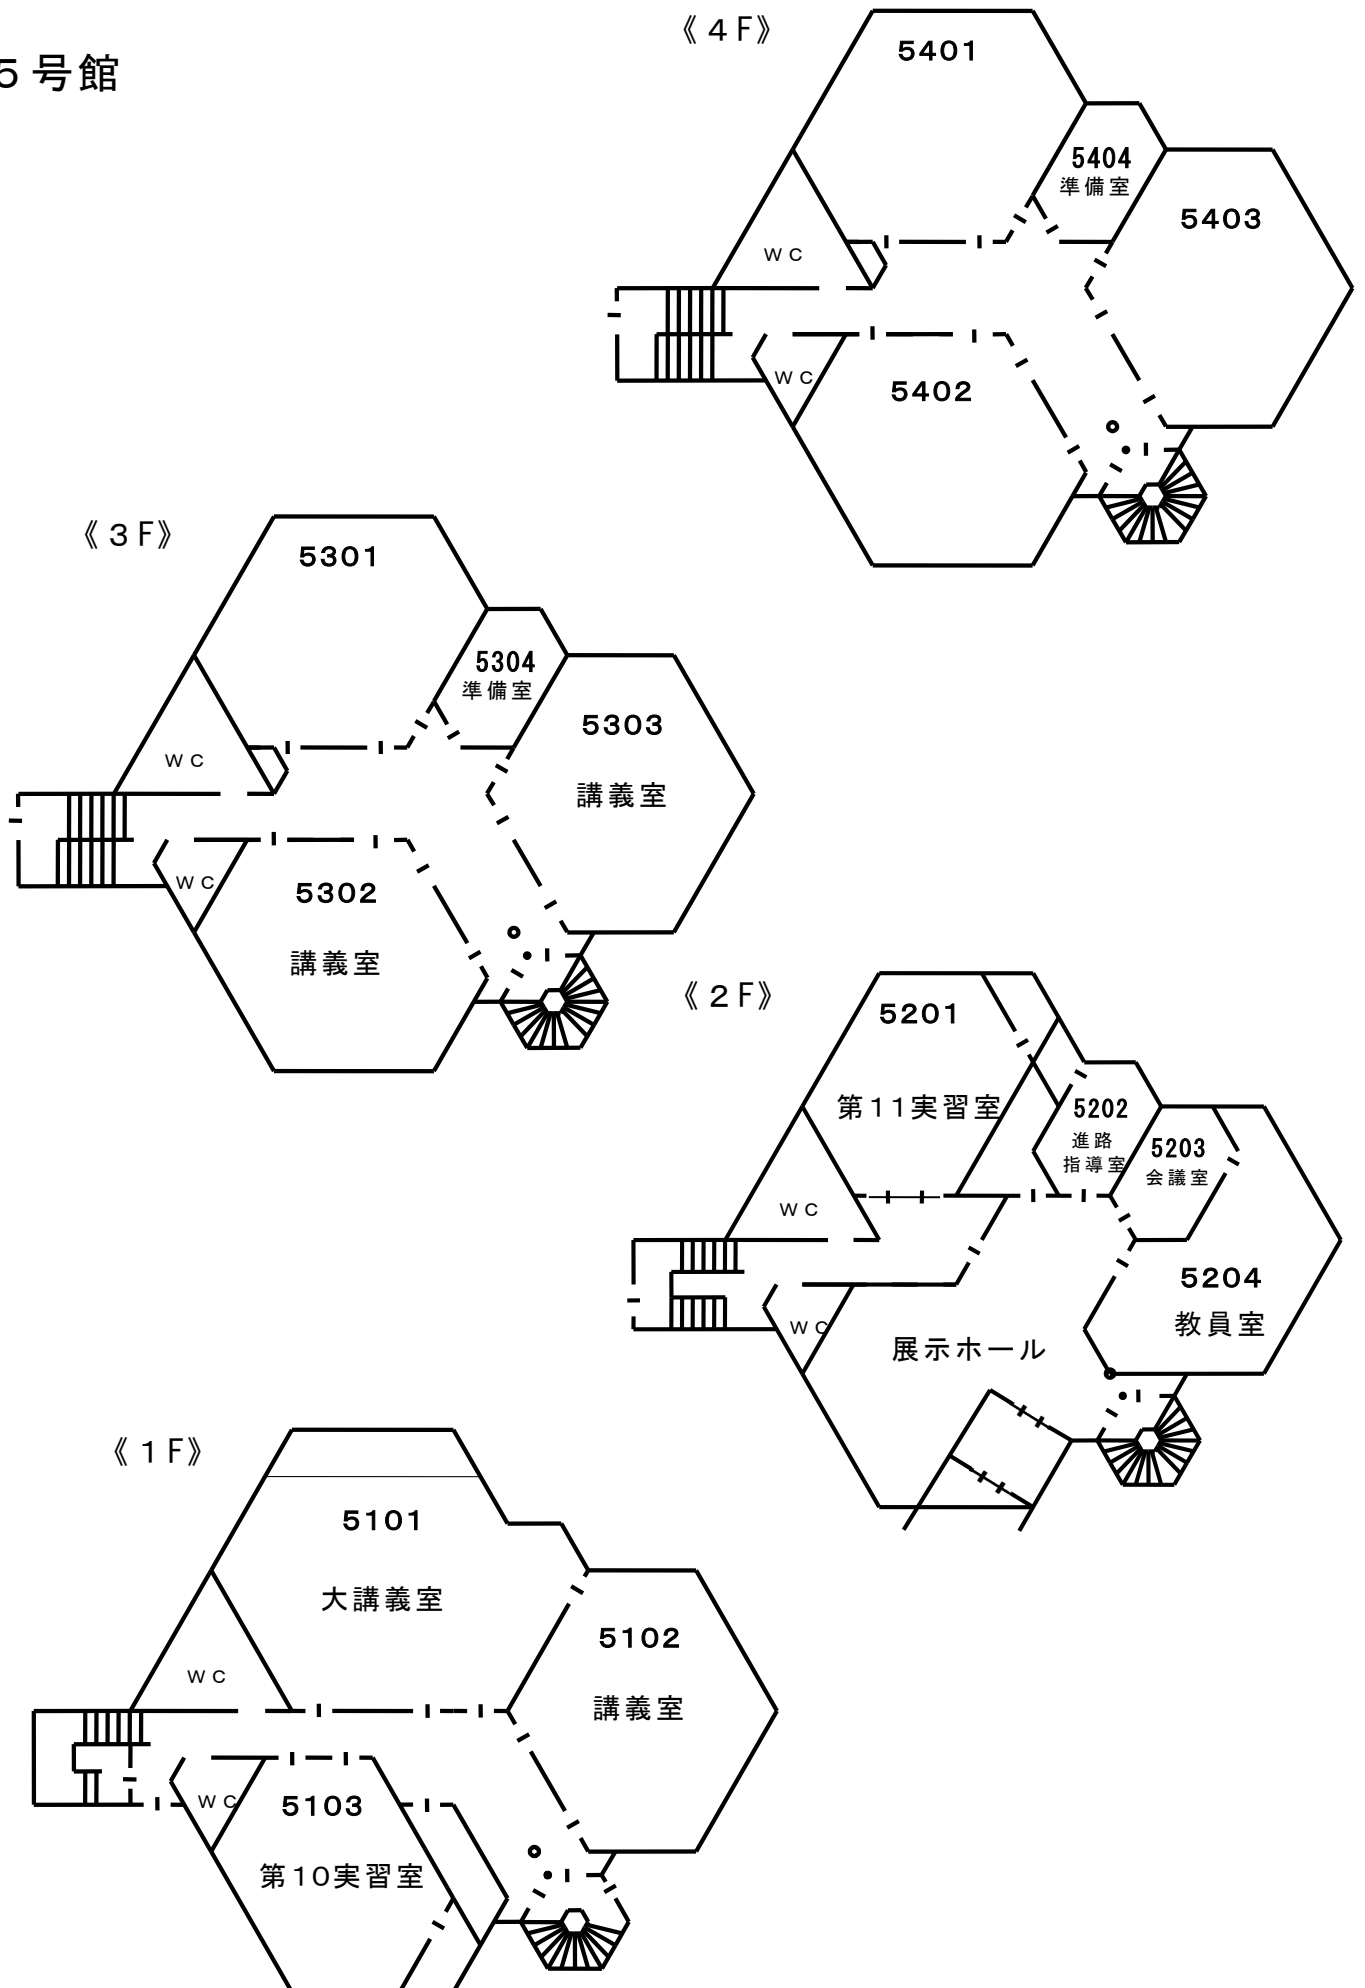 5号館
《4F》
5401
5404
準備室
5403
WC
WC
5402
《3F》
5301
5304
準備室
5303
講義室
WC
WC
5302
講義室
《2F》
5201
第11実習室
5202
進路
指導室
5203
会議室
WC
5204
教員室
WC
展示ホール
《1F》
5101
大講義室
5102
講義室
WC
WC
5103
第10実習室